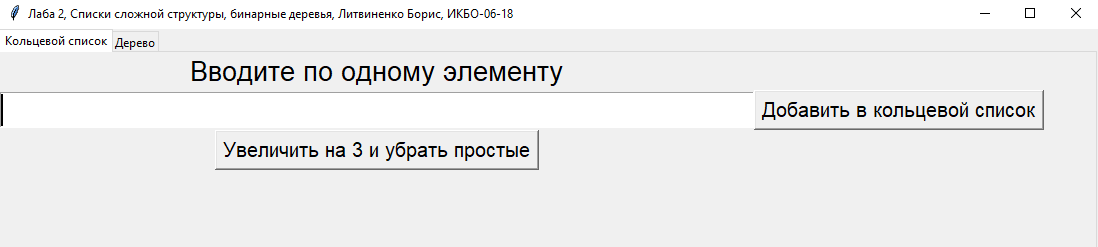 Лаба 2, Списки сложной структуры, бинарные деревья, Литвиненко Борис, ИКБО-06-18
Кольцевой список Дерево
Вводите по одному элементу
Добавить в кольцевой список
Увеличить на 3 и убрать простые